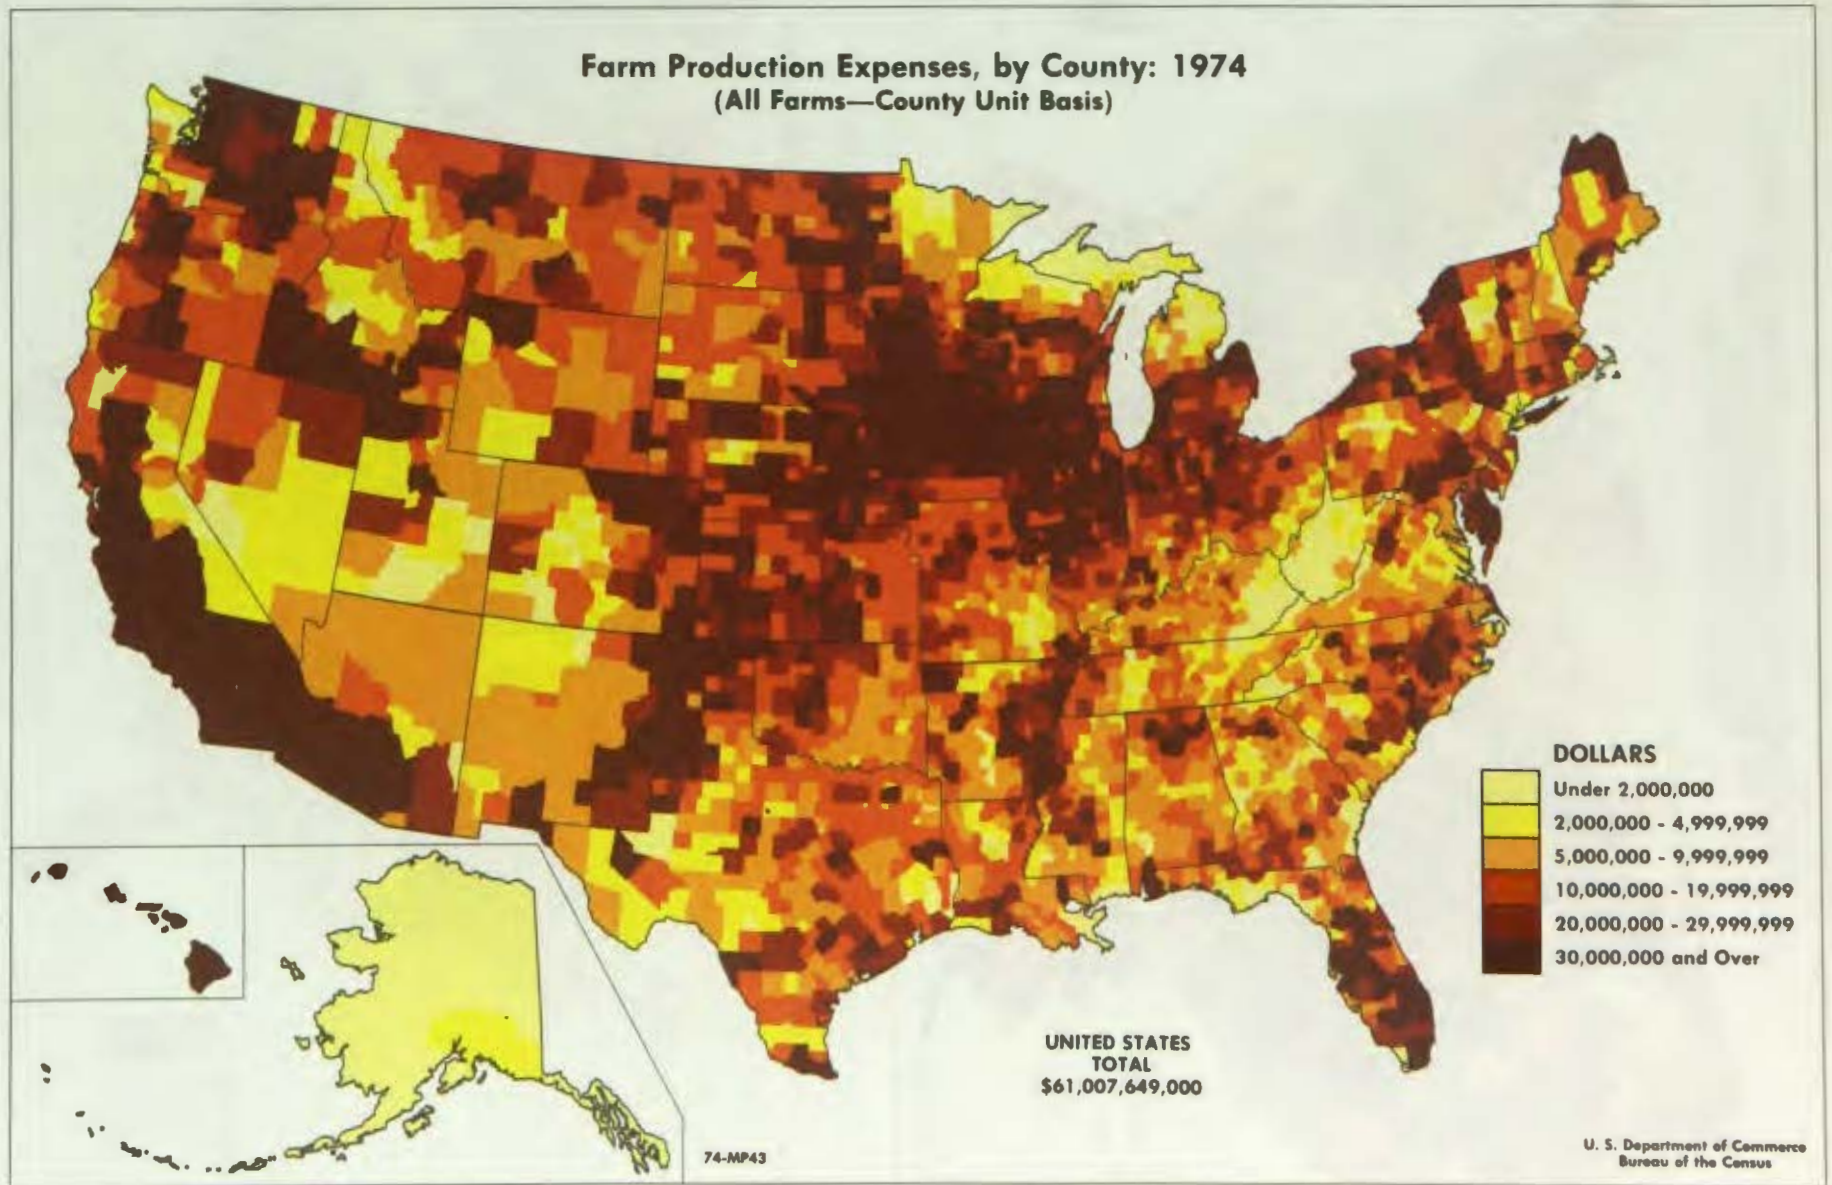 Farm Production Expenses, by County: 1974
(All Farms—County Unit Basis)
DOLLARS
Under 2,000,000
2,000,000 - 4,999,999
5,000,000 - 9,999,999
10,000,000 - 19,999,999
20,000,000 - 29,999,999
30,000,000 and Over
UNITED STATES
TOTAL
$61,007,649,000
74-MP43
U. S. Department of Commerce
Bureau of the Census